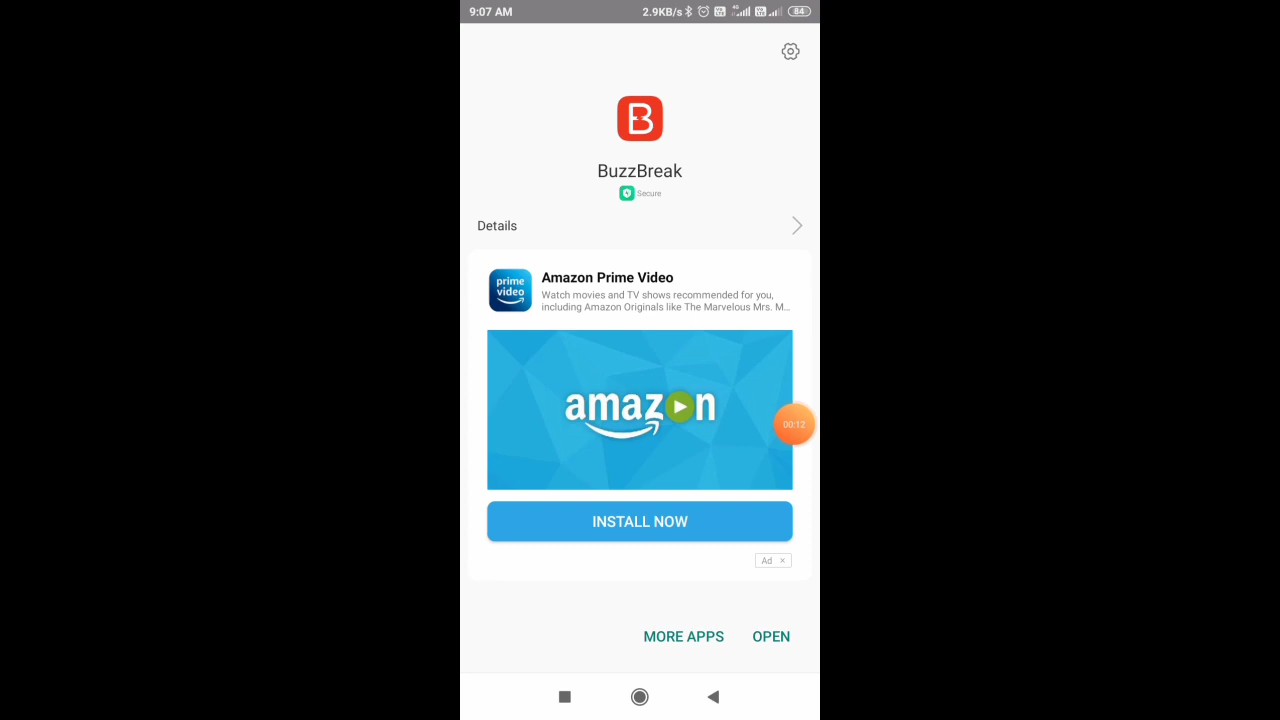 9:07 AM 2.9KB/s 4G 84
B
BuzzBreak
Secure
Details
prime
video
Amazon Prime Video
Watch movies and TV shows recommended for you,
including Amazon Originals like The Marvelous Mrs. M...
amazon
00:12
INSTALL NOW
Ad ×
MORE APPS OPEN